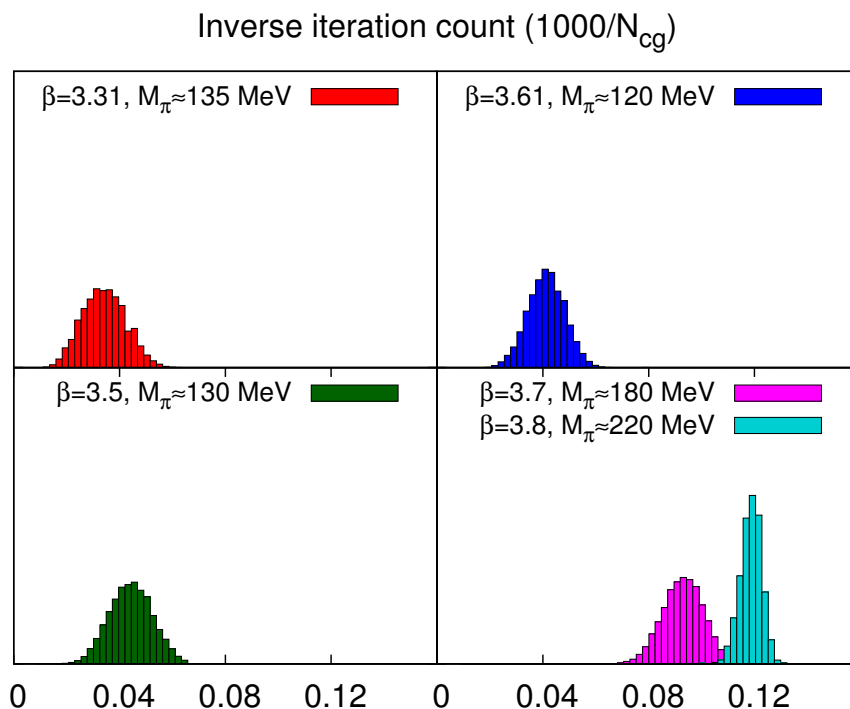 Inverse iteration count (1000/N_cg)
β=3.31, M_π≈135 MeV
β=3.61, M_π≈120 MeV
β=3.5, M_π≈130 MeV
β=3.7, M_π≈180 MeV
β=3.8, M_π≈220 MeV
0 0.04 0.08 0.12 0.04 0.08 0.12